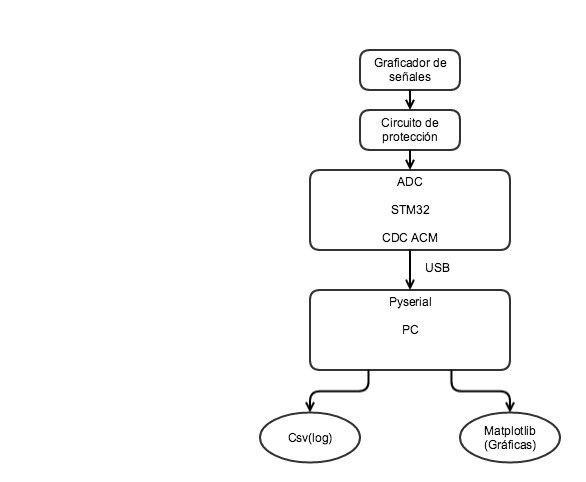 Graficador de
señales
Circuito de
protección
ADC
STM32
CDC ACM
USB
Pyserial
PC
Csv(log)
Matplotlib
(Gráficas)